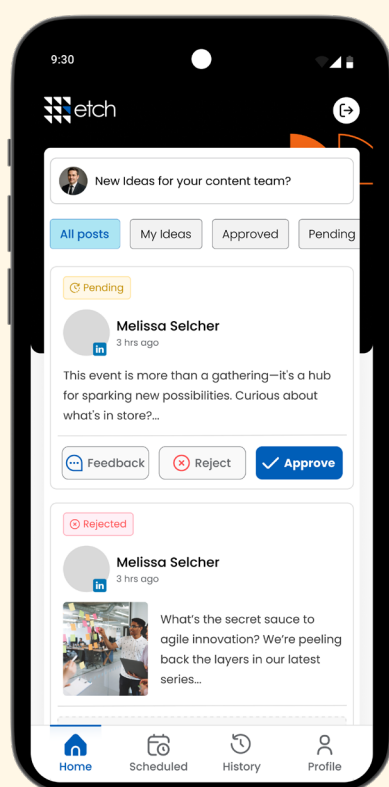 9:30
etch
New Ideas for your content team?
All posts
My Ideas
Approved
Pending
Pending
Melissa Selcher
in
3 hrs ago
This event is more than a gathering—it's a hub
for sparking new possibilities. Curious about
what's in store?...
Feedback
Reject
Approve
Rejected
Melissa Selcher
in
3 hrs ago
What's the secret sauce to
agile innovation? We're peeling
back the layers in our latest
series...
Home
Scheduled
History
Profile